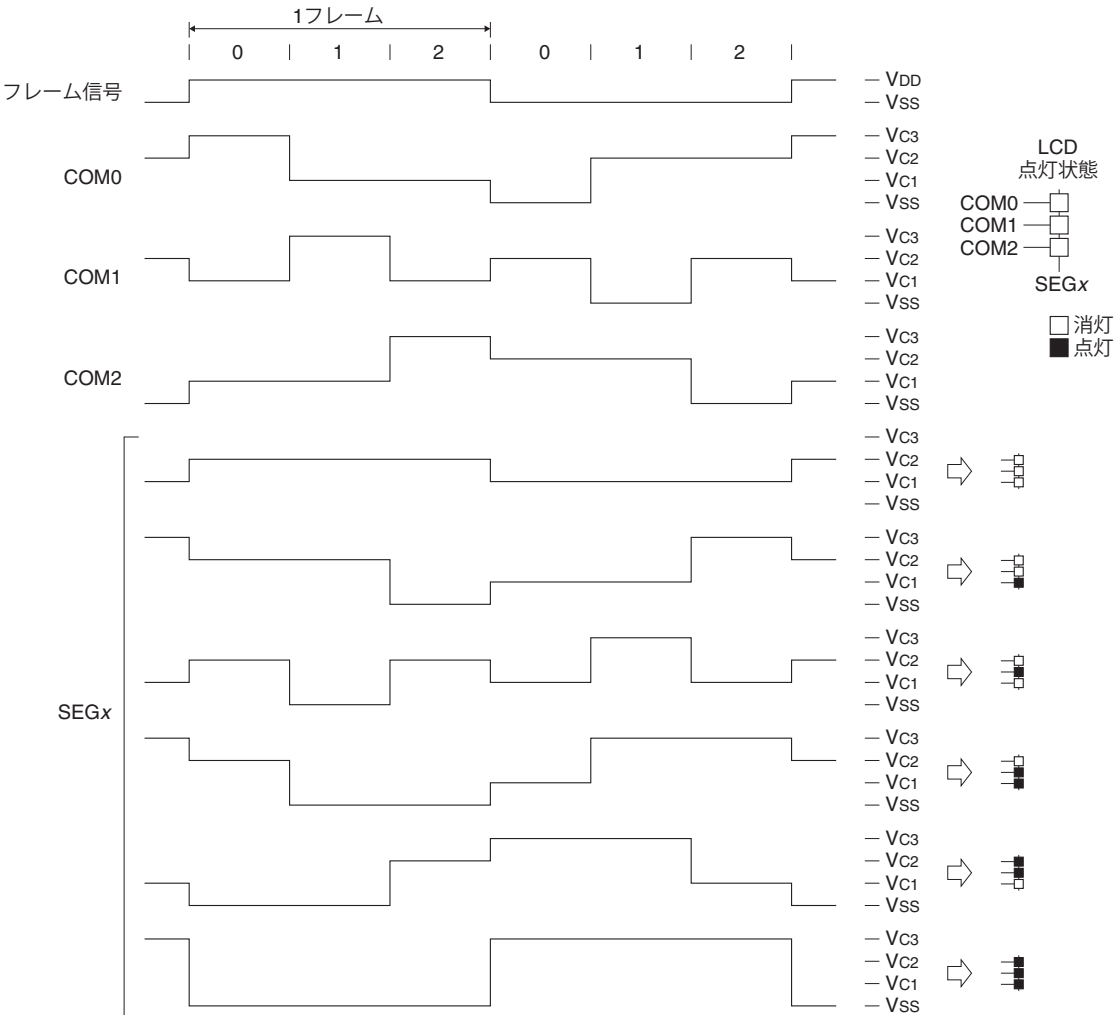 1フレーム
0 1 2 0 1 2
フレーム信号
VDD
VSS
COM0
VC3
VC2
VC1
VSS
COM1
VC3
VC2
VC1
VSS
COM2
VC3
VC2
VC1
VSS
LCD
点灯状態
COM0
COM1
COM2
SEGx
消灯
点灯
SEGx
VC3
VC2
VC1
VSS
VC3
VC2
VC1
VSS
VC3
VC2
VC1
VSS
VC3
VC2
VC1
VSS
VC3
VC2
VC1
VSS
VC3
VC2
VC1
VSS